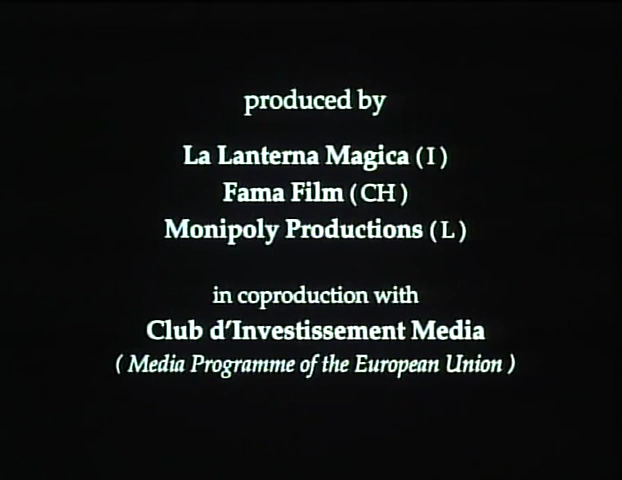 produced by
La Lanterna Magica ( I )
Fama Film ( CH )
Monipoly Productions ( L )
in coproduction with
Club d'Investissement Media
( Media Programme of the European Union )